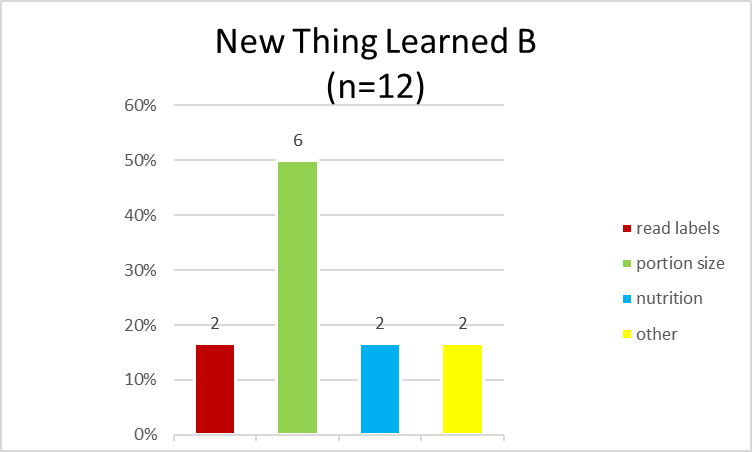 New Thing Learned B
(n=12)
60%
50%
40%
30%
20%
10%
0%
2
6
2
2
read labels
portion size
nutrition
other